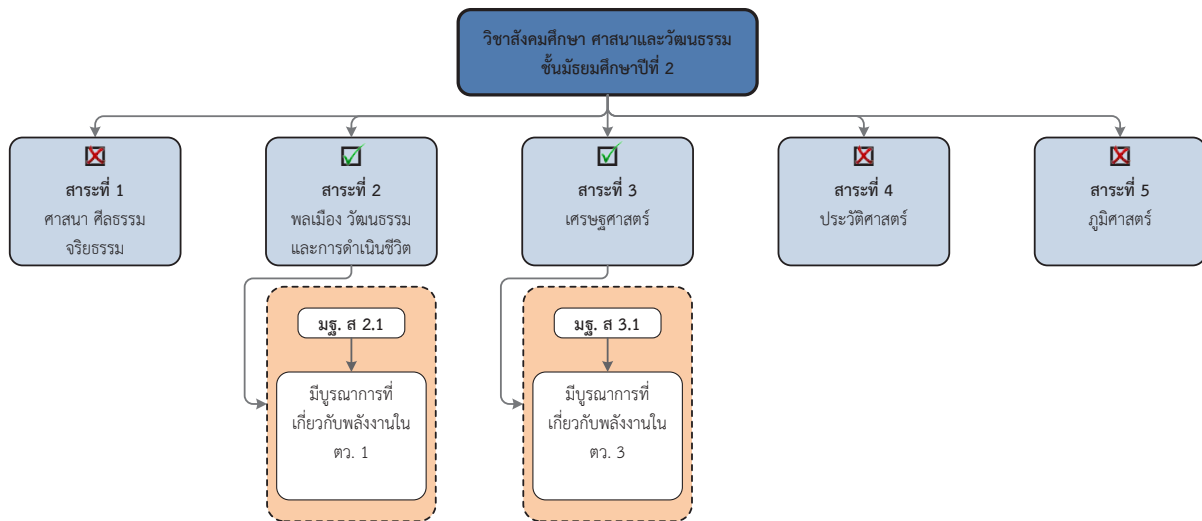 วิชาสังคมศึกษา ศาสนาและวัฒนธรรม
ชั้นมัธยมศึกษาปีที่ 2
สาระที่ 1
ศาสนา ศีลธรรม
จริยธรรม
สาระที่ 2
พลเมือง วัฒนธรรม
และการดำเนินชีวิต
สาระที่ 3
เศรษฐศาสตร์
สาระที่ 4
ประวัติศาสตร์
สาระที่ 5
ภูมิศาสตร์
มฐ. ส 2.1
มีบูรณาการที่
เกี่ยวกับพลังงานใน
ตว. 1
มฐ. ส 3.1
มีบูรณาการที่
เกี่ยวกับพลังงานใน
ตว. 3